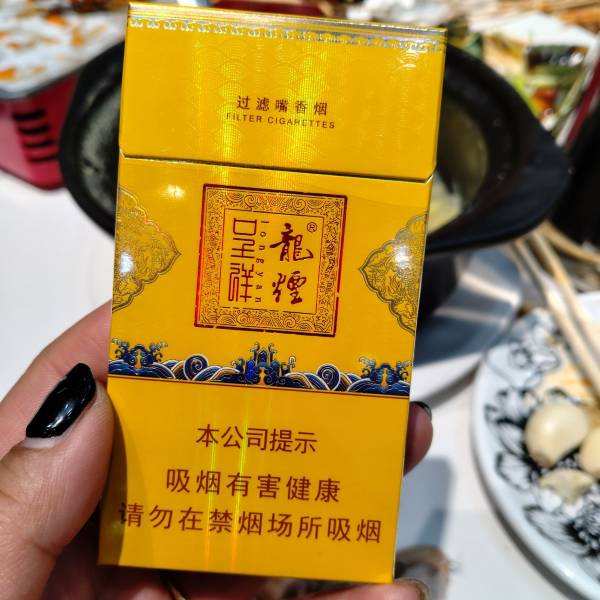 过滤嘴香烟
FILTER CIGARETTES
龍煙®
longyan
呈祥
本公司提示
吸烟有害健康
请勿在禁烟场所吸烟